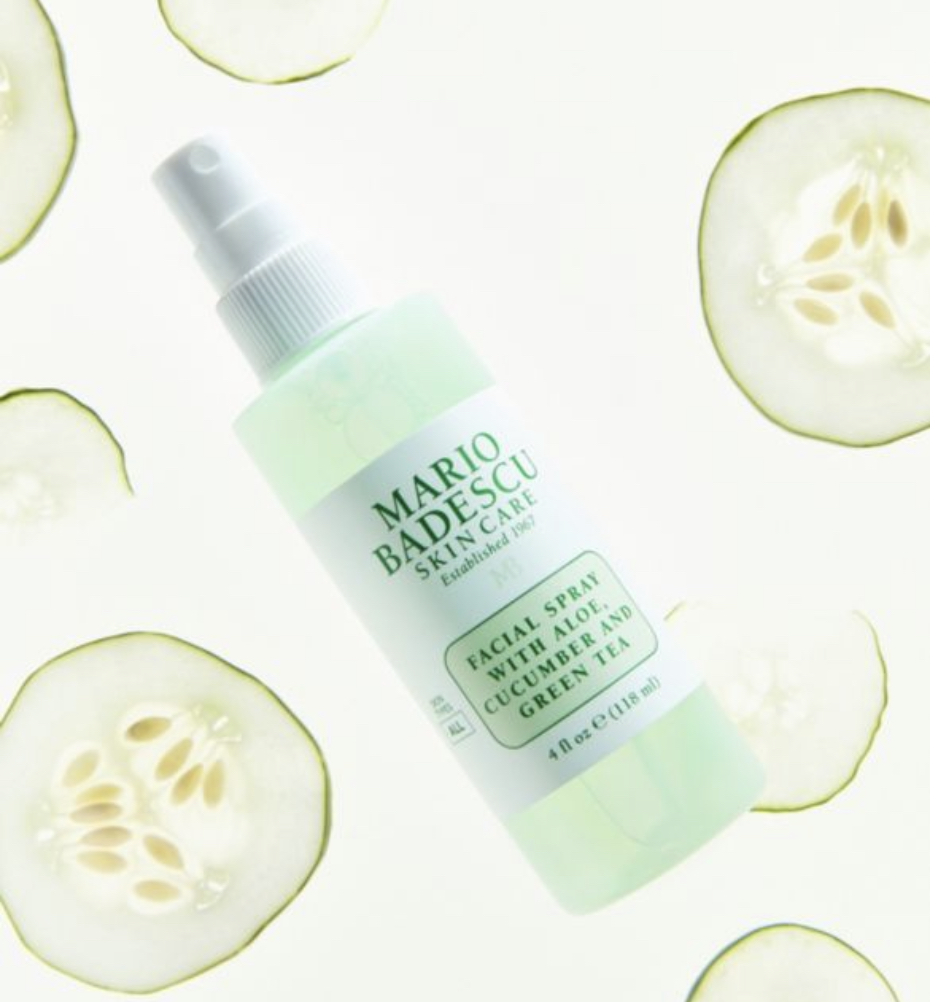 MARIO
BADESCU
SKIN CARE
Established 1967
MB
FACIAL SPRAY
WITH ALOE,
CUCUMBER AND
GREEN TEA
ALL
4 fl oz ℮ (118 ml)